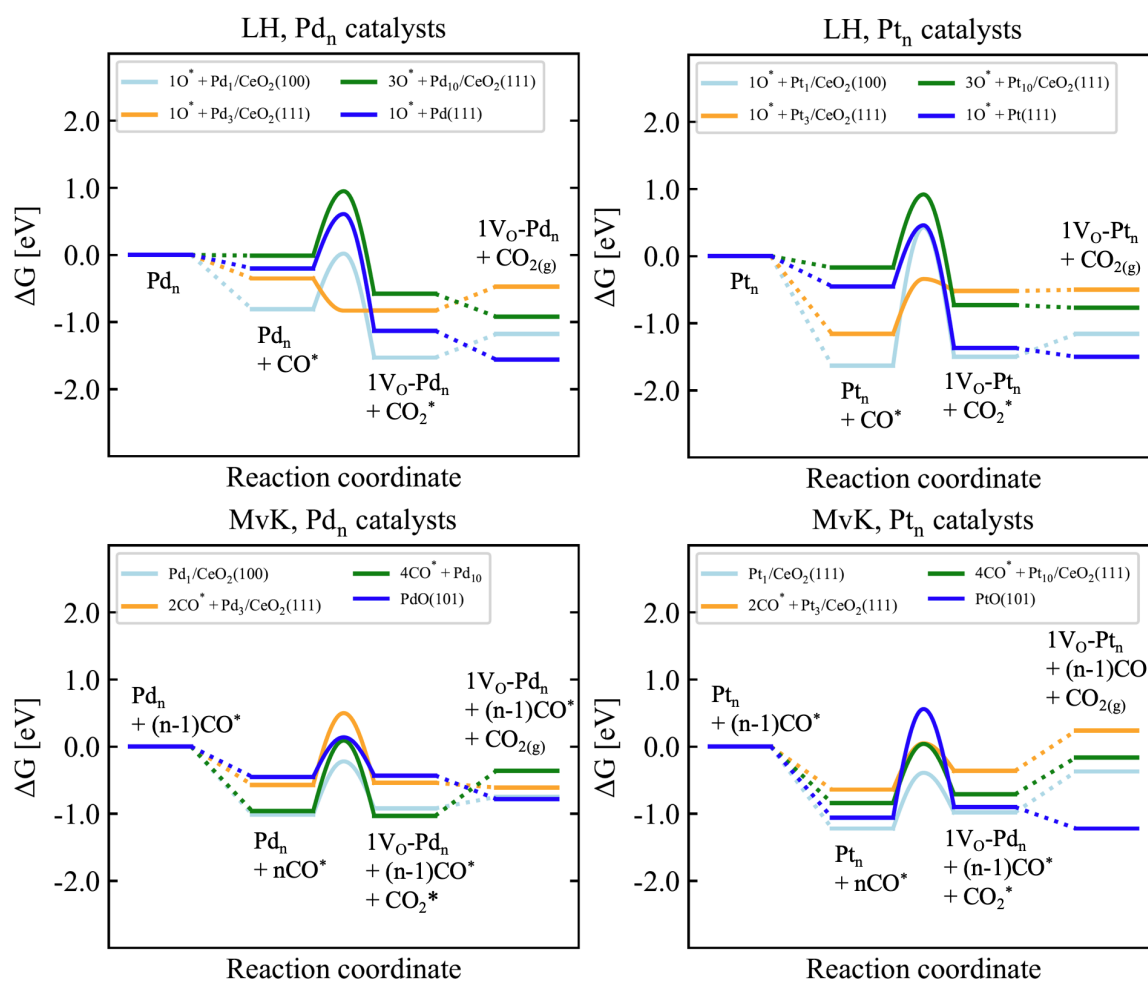 LH, Pdₙ catalysts
1O* + Pd₁/CeO₂(100)
1O* + Pd₃/CeO₂(111)
3O* + Pd₁₀/CeO₂(111)
1O* + Pd(111)
ΔG [eV]
2.0
1.0
0.0
-1.0
-2.0
Pdₙ
Pdₙ
+ CO*
1V_O-Pdₙ
+ CO₂*
1V_O-Pdₙ
+ CO₂₍g₎
Reaction coordinate
LH, Ptₙ catalysts
1O* + Pt₁/CeO₂(100)
1O* + Pt₃/CeO₂(111)
3O* + Pt₁₀/CeO₂(111)
1O* + Pt(111)
ΔG [eV]
2.0
1.0
0.0
-1.0
-2.0
Ptₙ
Ptₙ
+ CO*
1V_O-Ptₙ
+ CO₂*
1V_O-Ptₙ
+ CO₂₍g₎
Reaction coordinate
MvK, Pdₙ catalysts
Pd₁/CeO₂(100)
2CO* + Pd₃/CeO₂(111)
4CO* + Pd₁₀
PdO(101)
ΔG [eV]
2.0
1.0
0.0
-1.0
-2.0
Pdₙ
+ (n-1)CO*
Pdₙ
+ nCO*
1V_O-Pdₙ
+ (n-1)CO*
+ CO₂*
1V_O-Pdₙ
+ (n-1)CO*
+ CO₂₍g₎
Reaction coordinate
MvK, Ptₙ catalysts
Pt₁/CeO₂(111)
2CO* + Pt₃/CeO₂(111)
4CO* + Pt₁₀/CeO₂(111)
PtO(101)
ΔG [eV]
2.0
1.0
0.0
-1.0
-2.0
Ptₙ
+ (n-1)CO*
Ptₙ
+ nCO*
1V_O-Pdₙ
+ (n-1)CO*
+ CO₂*
1V_O-Ptₙ
+ (n-1)CO
+ CO₂₍g₎
Reaction coordinate